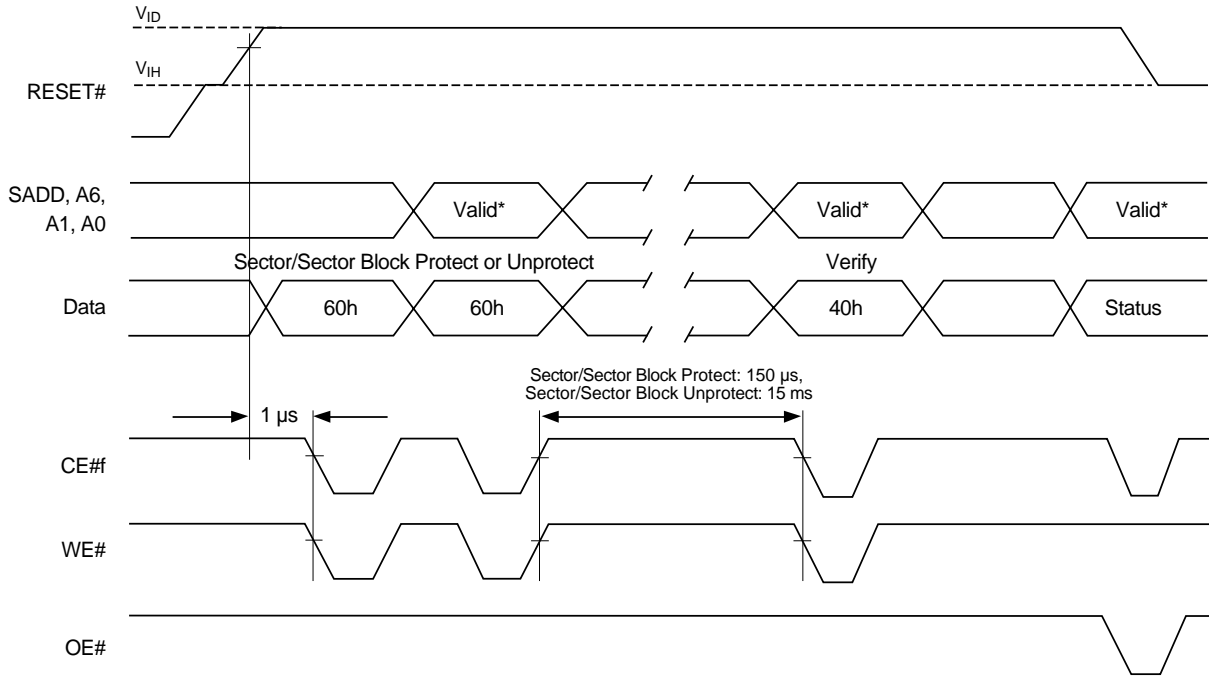 VID
VIH
RESET#
SADD, A6,
A1, A0
Valid*
Valid*
Valid*
Sector/Sector Block Protect or Unprotect
Verify
Data
60h
60h
40h
Status
Sector/Sector Block Protect: 150 µs,
Sector/Sector Block Unprotect: 15 ms
1 µs
CE#f
WE#
OE#